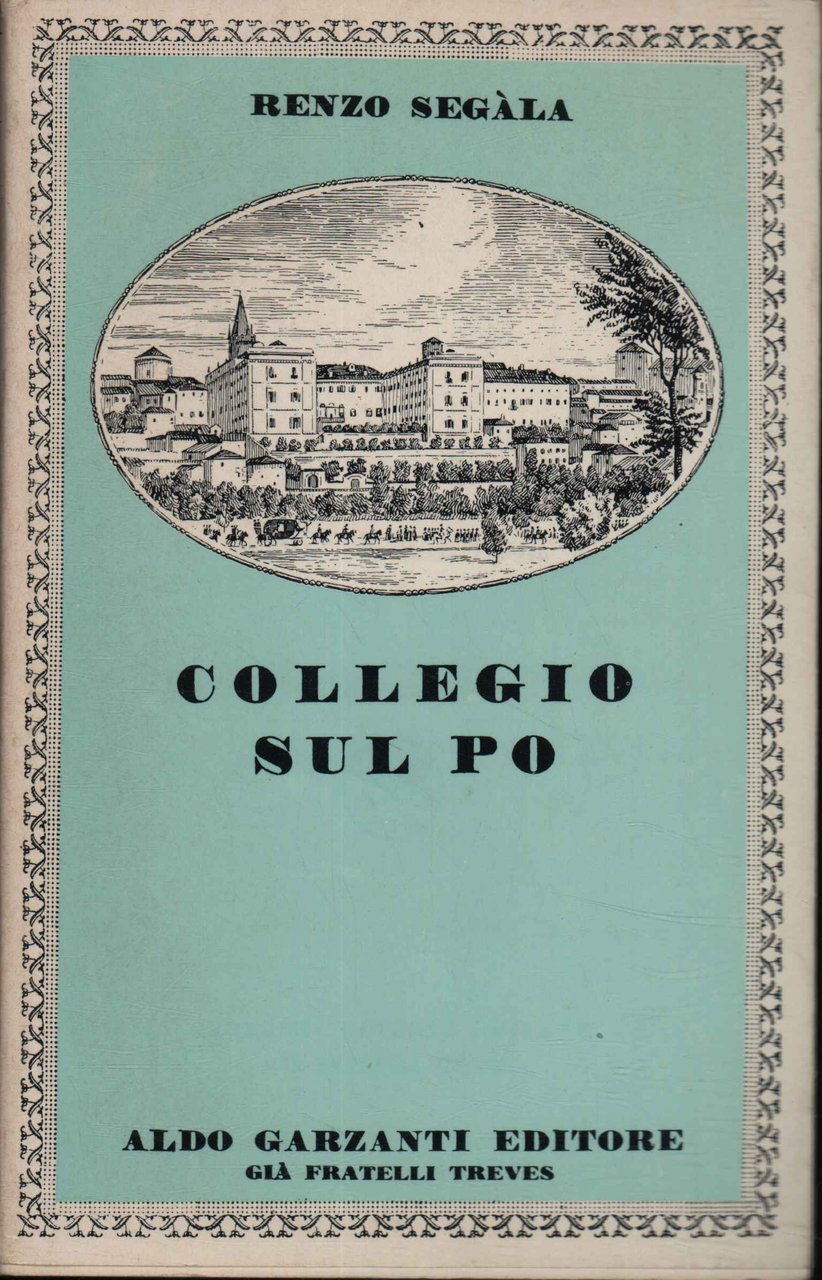 RENZO SEGÀLA
COLLEGIO
SUL PO
ALDO GARZANTI EDITORE
GIÀ FRATELLI TREVES